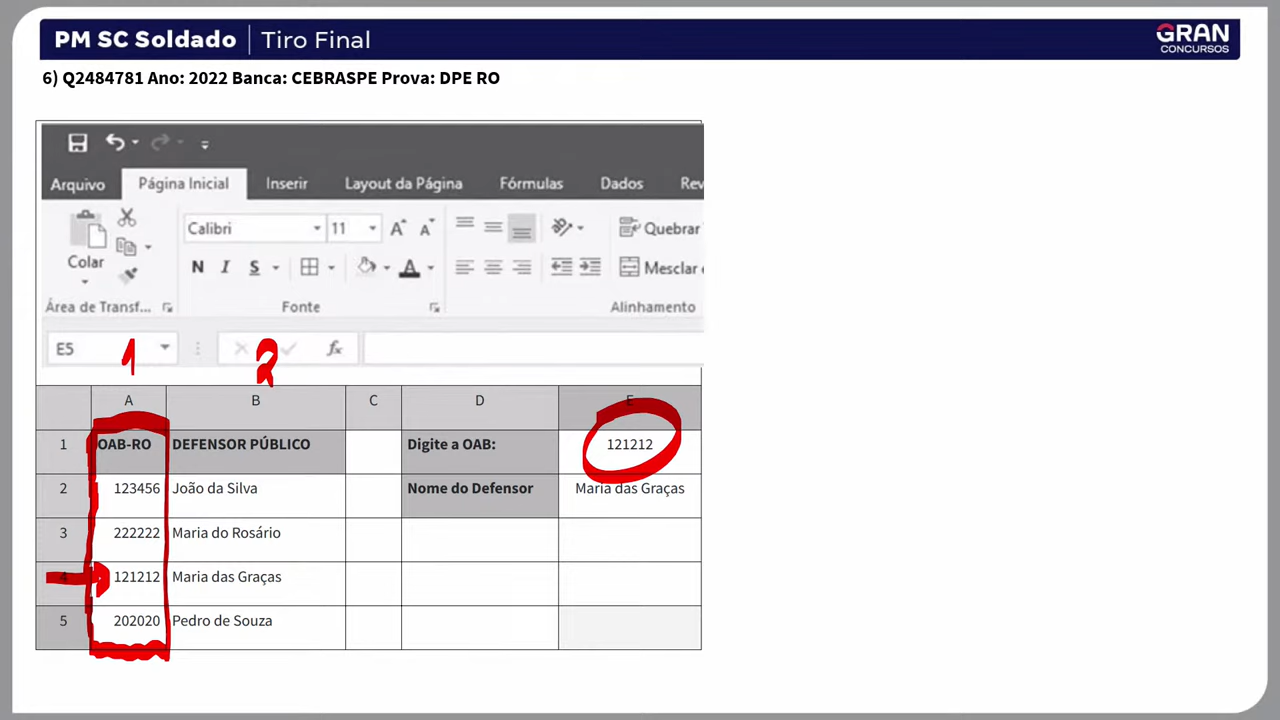 PM SC Soldado | Tiro Final
GRAN
CONCURSOS
6) Q2484781 Ano: 2022 Banca: CEBRASPE Prova: DPE RO
Arquivo Página Inicial Inserir Layout da Página Fórmulas Dados Rev
Calibri 11 A A Quebrar
Colar N I S A Mesclar
Área de Transf... Fonte Alinhamento
E5 1 2 fx
A B C D E
1 OAB-RO DEFENSOR PÚBLICO Digite a OAB: 121212
2 123456 João da Silva Nome do Defensor Maria das Graças
3 222222 Maria do Rosário
4 121212 Maria das Graças
5 202020 Pedro de Souza